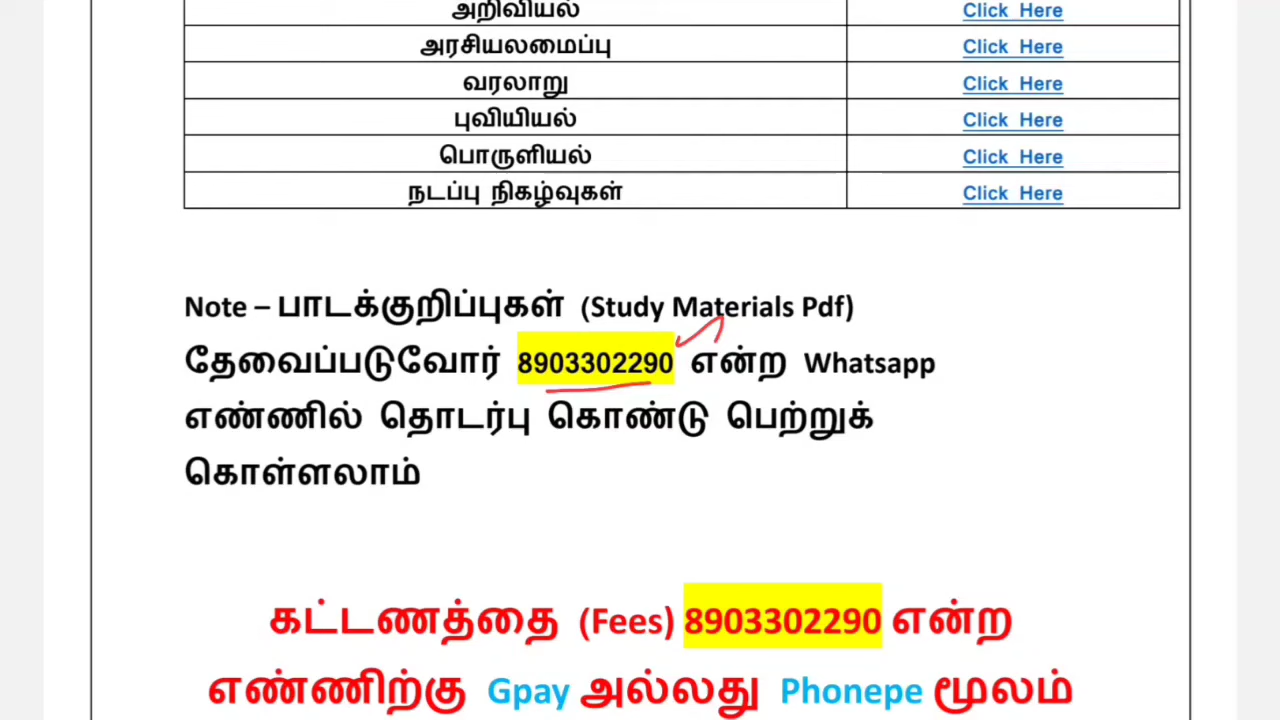 அறிவியல் Click Here
அரசியலமைப்பு Click Here
வரலாறு Click Here
புவியியல் Click Here
பொருளியல் Click Here
நடப்பு நிகழ்வுகள் Click Here
Note – பாடக்குறிப்புகள் (Study Materials Pdf)
தேவைப்படுவோர் 8903302290 என்ற Whatsapp
எண்ணில் தொடர்பு கொண்டு பெற்றுக்
கொள்ளலாம்
கட்டணத்தை (Fees) 8903302290 என்ற
எண்ணிற்கு Gpay அல்லது Phonepe மூலம்